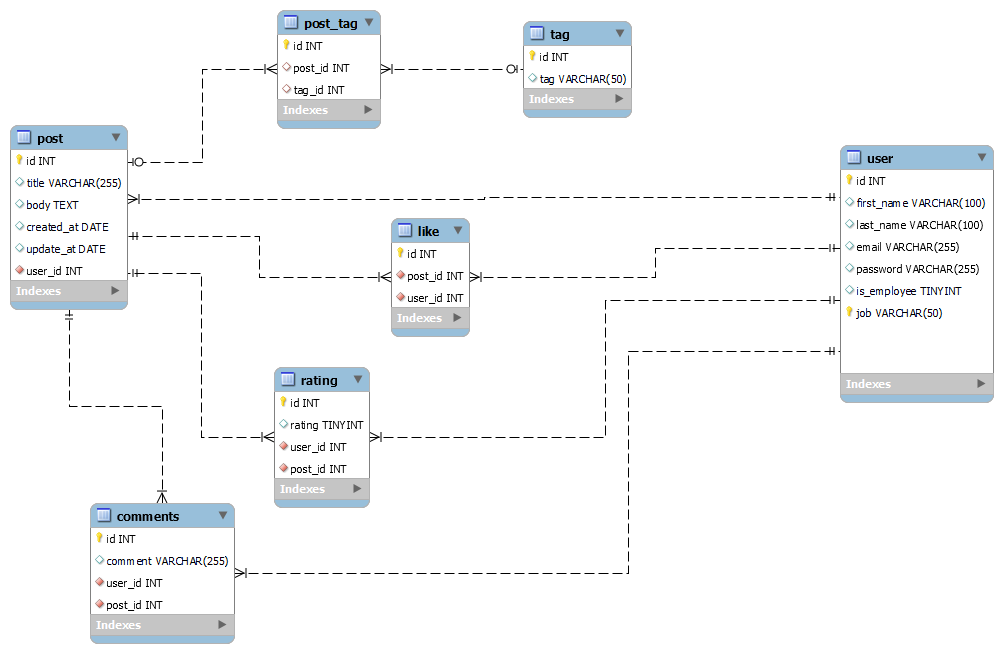 post_tag
id INT
post_id INT
tag_id INT
Indexes
tag
id INT
tag VARCHAR(50)
Indexes
post
id INT
title VARCHAR(255)
body TEXT
created_at DATE
update_at DATE
user_id INT
Indexes
user
id INT
first_name VARCHAR(100)
last_name VARCHAR(100)
email VARCHAR(255)
password VARCHAR(255)
is_employee TINYINT
job VARCHAR(50)
Indexes
like
id INT
post_id INT
user_id INT
Indexes
rating
id INT
rating TINYINT
user_id INT
post_id INT
Indexes
comments
id INT
comment VARCHAR(255)
user_id INT
post_id INT
Indexes